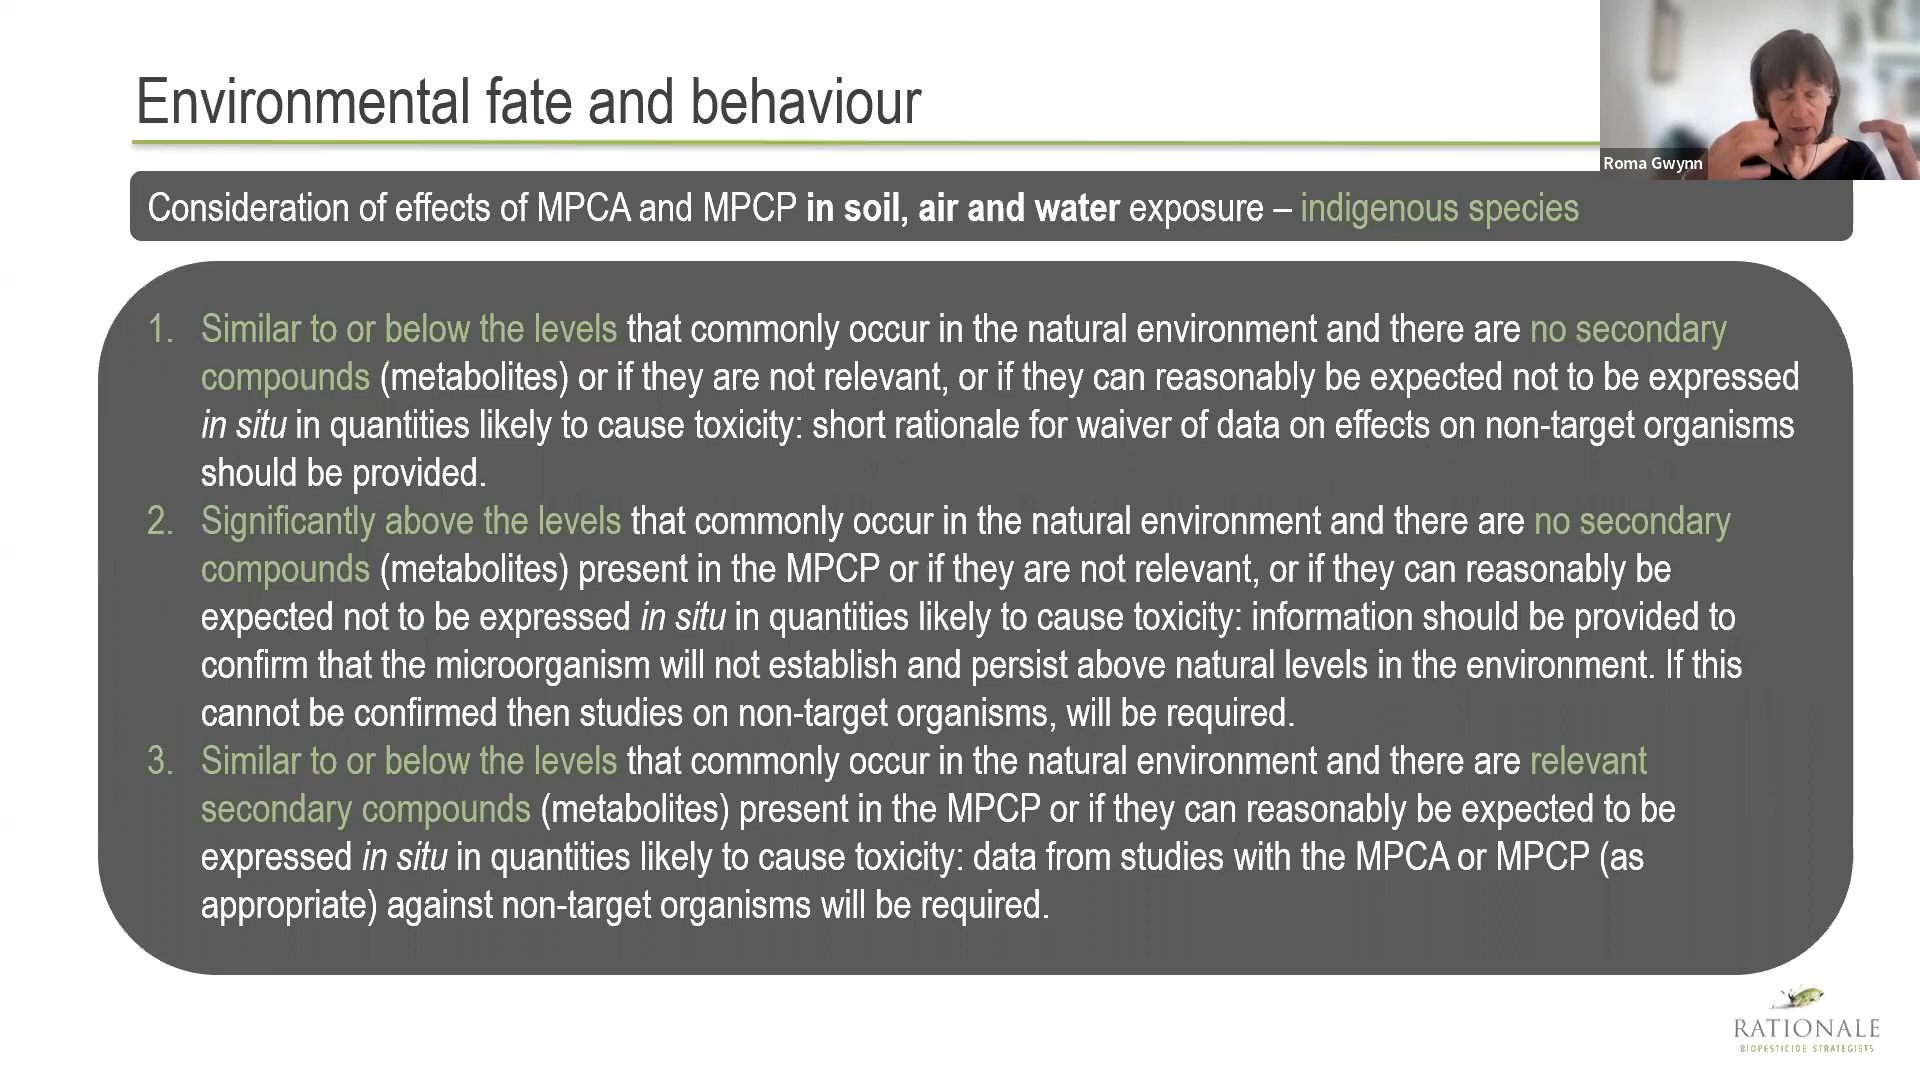 Environmental fate and behaviour
Roma Gwynn
Consideration of effects of MPCA and MPCP in soil, air and water exposure – indigenous species
1. Similar to or below the levels that commonly occur in the natural environment and there are no secondary
compounds (metabolites) or if they are not relevant, or if they can reasonably be expected not to be expressed
in situ in quantities likely to cause toxicity: short rationale for waiver of data on effects on non-target organisms
should be provided.
2. Significantly above the levels that commonly occur in the natural environment and there are no secondary
compounds (metabolites) present in the MPCP or if they are not relevant, or if they can reasonably be
expected not to be expressed in situ in quantities likely to cause toxicity: information should be provided to
confirm that the microorganism will not establish and persist above natural levels in the environment. If this
cannot be confirmed then studies on non-target organisms, will be required.
3. Similar to or below the levels that commonly occur in the natural environment and there are relevant
secondary compounds (metabolites) present in the MPCP or if they can reasonably be expected to be
expressed in situ in quantities likely to cause toxicity: data from studies with the MPCA or MPCP (as
appropriate) against non-target organisms will be required.
RATIONALE
BIOPESTICIDE STRATEGISTS